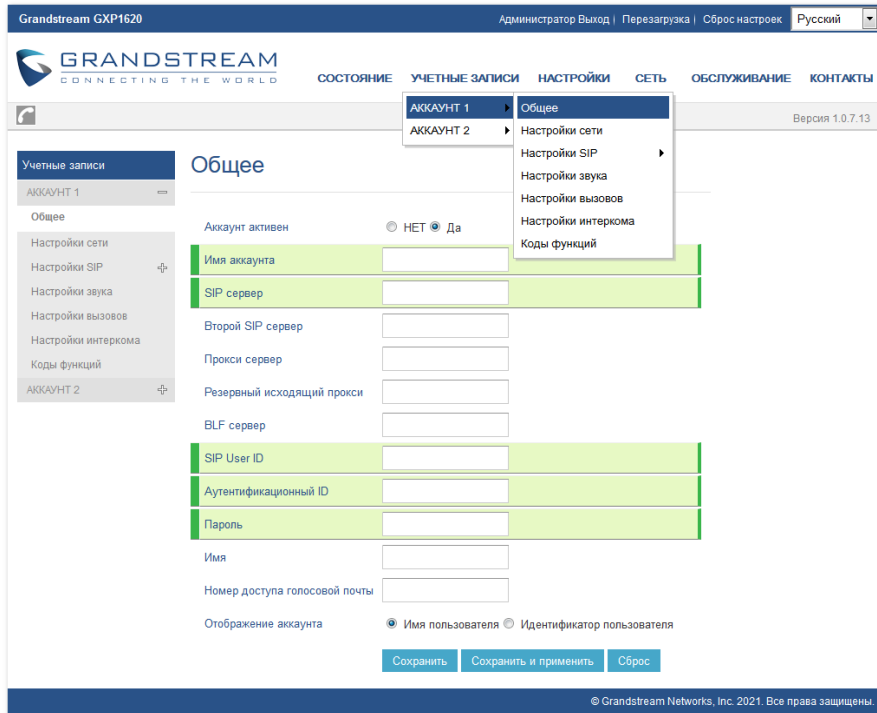 Grandstream GXP1620
Администратор Выход | Перезагрузка | Сброс настроек Русский
GRANDSTREAM
CONNECTING THE WORLD
СОСТОЯНИЕ УЧЕТНЫЕ ЗАПИСИ НАСТРОЙКИ СЕТЬ ОБСЛУЖИВАНИЕ КОНТАКТЫ
Версия 1.0.7.13
АККАУНТ 1
АККАУНТ 2
Общее
Настройки сети
Настройки SIP
Настройки звука
Настройки вызовов
Настройки интеркома
Коды функций
Учетные записи
АККАУНТ 1
Общее
Настройки сети
Настройки SIP
Настройки звука
Настройки вызовов
Настройки интеркома
Коды функций
АККАУНТ 2
Общее
Аккаунт активен НЕТ Да
Имя аккаунта
SIP сервер
Второй SIP сервер
Прокси сервер
Резервный исходящий прокси
BLF сервер
SIP User ID
Аутентификационный ID
Пароль
Имя
Номер доступа голосовой почты
Отображение аккаунта Имя пользователя Идентификатор пользователя
Сохранить Сохранить и применить Сброс
© Grandstream Networks, Inc. 2021. Все права защищены.